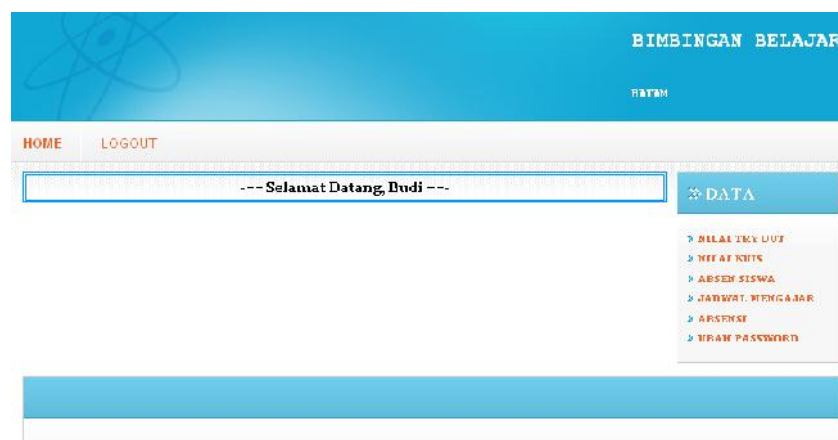 BIMBINGAN BELAJAR
BATAM
HOME LOGOUT
--- Selamat Datang, Budi ---
DATA
NILAI TRY OUT
NILAI KUIS
ABSEN SISWA
JADWAL MENGAJAR
ABSENSI
UBAH PASSWORD